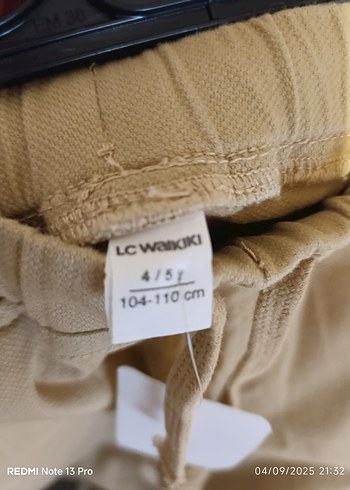 LC WAIKIKI
4 / 5 y
104-110 cm
REDMI Note 13 Pro
04/09/2025 21:32